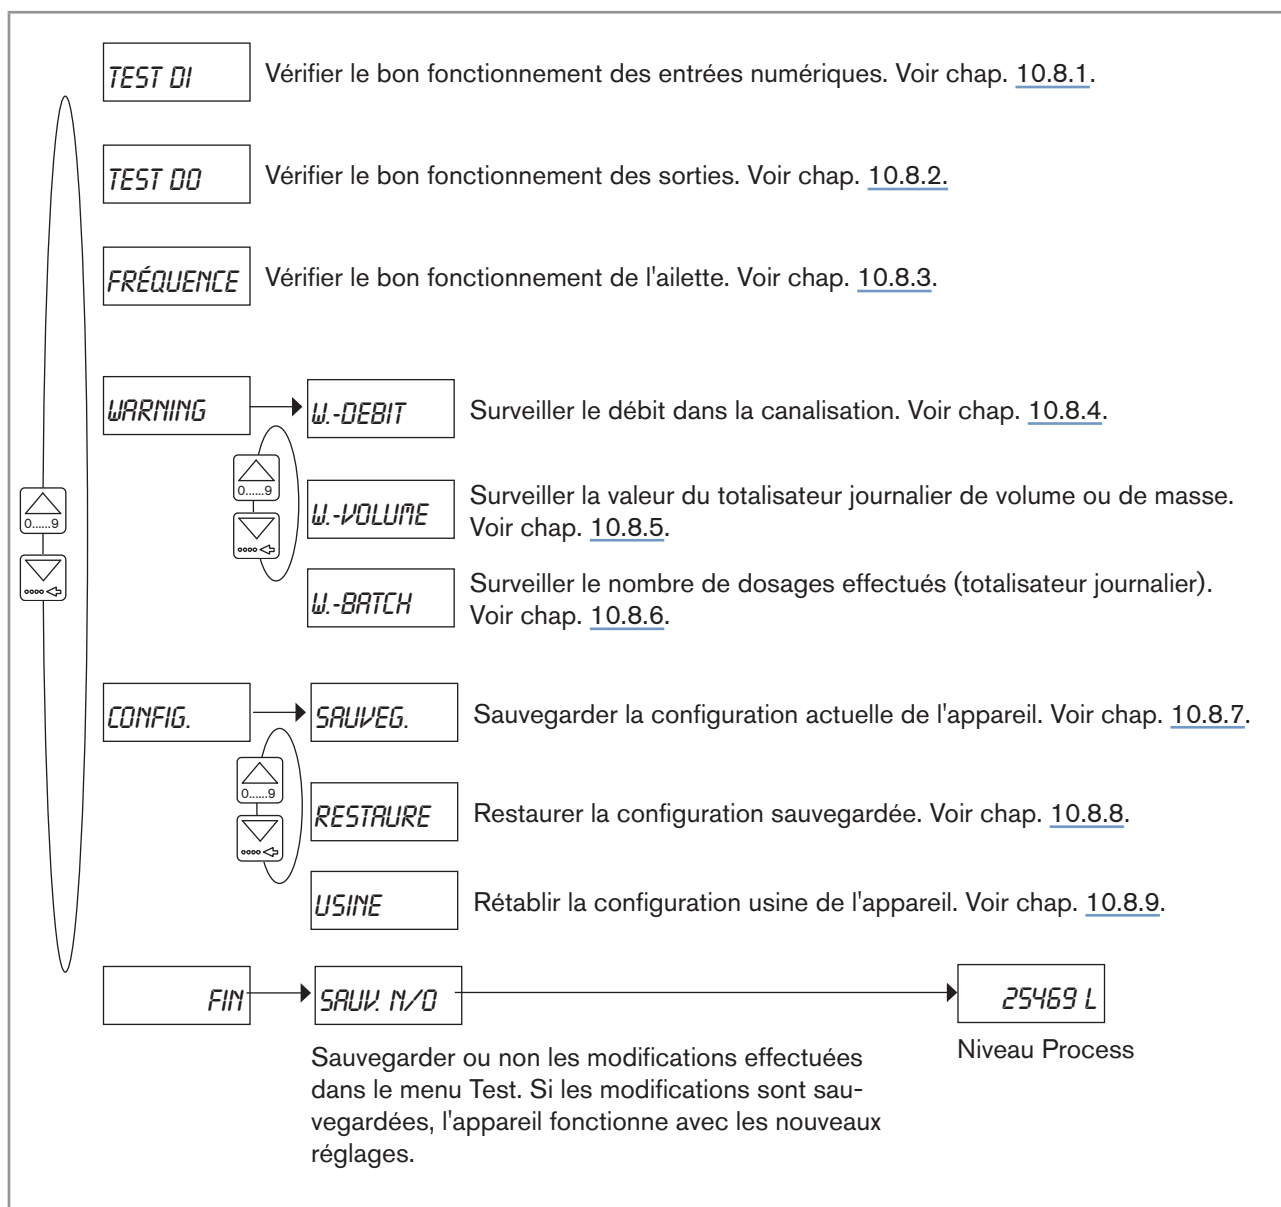 TEST DI
Vérifier le bon fonctionnement des entrées numériques. Voir chap. 10.8.1.
TEST DO
Vérifier le bon fonctionnement des sorties. Voir chap. 10.8.2.
FRÉQUENCE
Vérifier le bon fonctionnement de l'ailette. Voir chap. 10.8.3.
WARNING
W.-DEBIT
Surveiller le débit dans la canalisation. Voir chap. 10.8.4.
0......9
W.-VOLUME
Surveiller la valeur du totalisateur journalier de volume ou de masse.
Voir chap. 10.8.5.
0......9
W.-BATCH
Surveiller le nombre de dosages effectués (totalisateur journalier).
Voir chap. 10.8.6.
CONFIG.
SAUVEG.
Sauvegarder la configuration actuelle de l'appareil. Voir chap. 10.8.7.
0......9
RESTAURE
Restaurer la configuration sauvegardée. Voir chap. 10.8.8.
USINE
Rétablir la configuration usine de l'appareil. Voir chap. 10.8.9.
FIN
SAUV. N/O
25469 L
Sauvegarder ou non les modifications effectuées
dans le menu Test. Si les modifications sont sau-
vegardées, l'appareil fonctionne avec les nouveaux
réglages.
Niveau Process